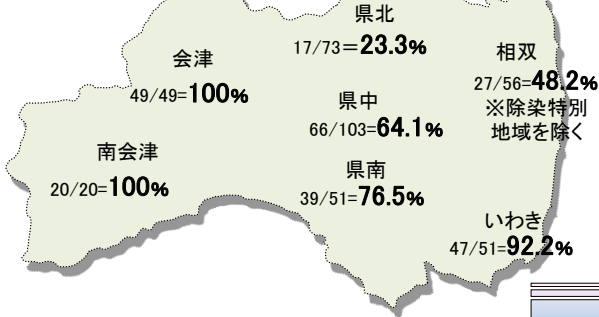 県北
17/73＝23.3%
会津
49/49=100%
相双
27/56=48.2%
※除染特別
地域を除く
県中
66/103=64.1%
南会津
20/20=100%
県南
39/51=76.5%
いわき
47/51=92.2%